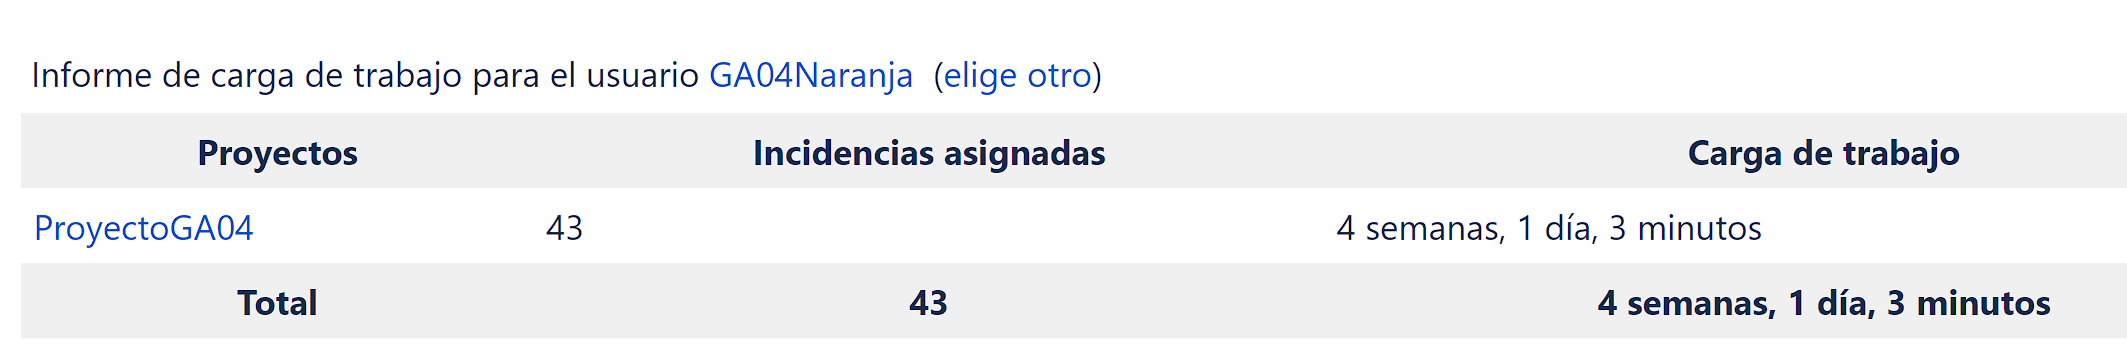 Informe de carga de trabajo para el usuario GA04Naranja (elige otro)
Proyectos Incidencias asignadas Carga de trabajo
ProyectoGA04 43 4 semanas, 1 día, 3 minutos
Total 43 4 semanas, 1 día, 3 minutos